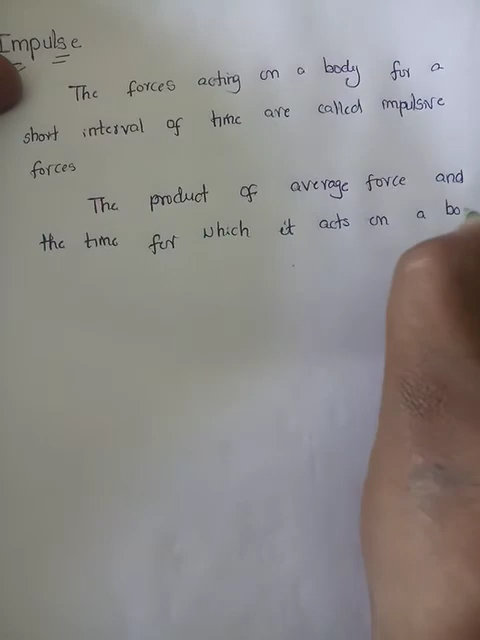 Impulse
The forces acting on a body for a
short interval of time are called impulsive
forces
The product of average force and
the time for which it acts on a bo